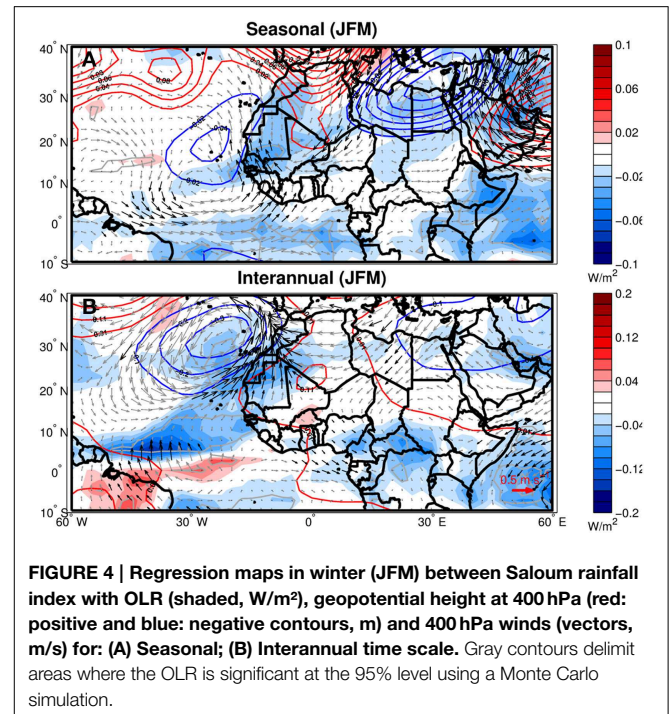 Seasonal (JFM)
A
40°N
30°N
20°N
10°N
0°
10°S
0.1
0.06
0.02
-0.02
-0.06
-0.1
W/m²
Interannual (JFM)
B
40°N
30°N
20°N
10°N
0°
10°S
60°W
30°W
0°
30°E
60°E
0.5 m s
0.2
0.12
0.04
-0.04
-0.12
-0.2
W/m²
FIGURE 4 | Regression maps in winter (JFM) between Saloum rainfall
index with OLR (shaded, W/m²), geopotential height at 400 hPa (red:
positive and blue: negative contours, m) and 400 hPa winds (vectors,
m/s) for: (A) Seasonal; (B) Interannual time scale. Gray contours delimit
areas where the OLR is significant at the 95% level using a Monte Carlo
simulation.